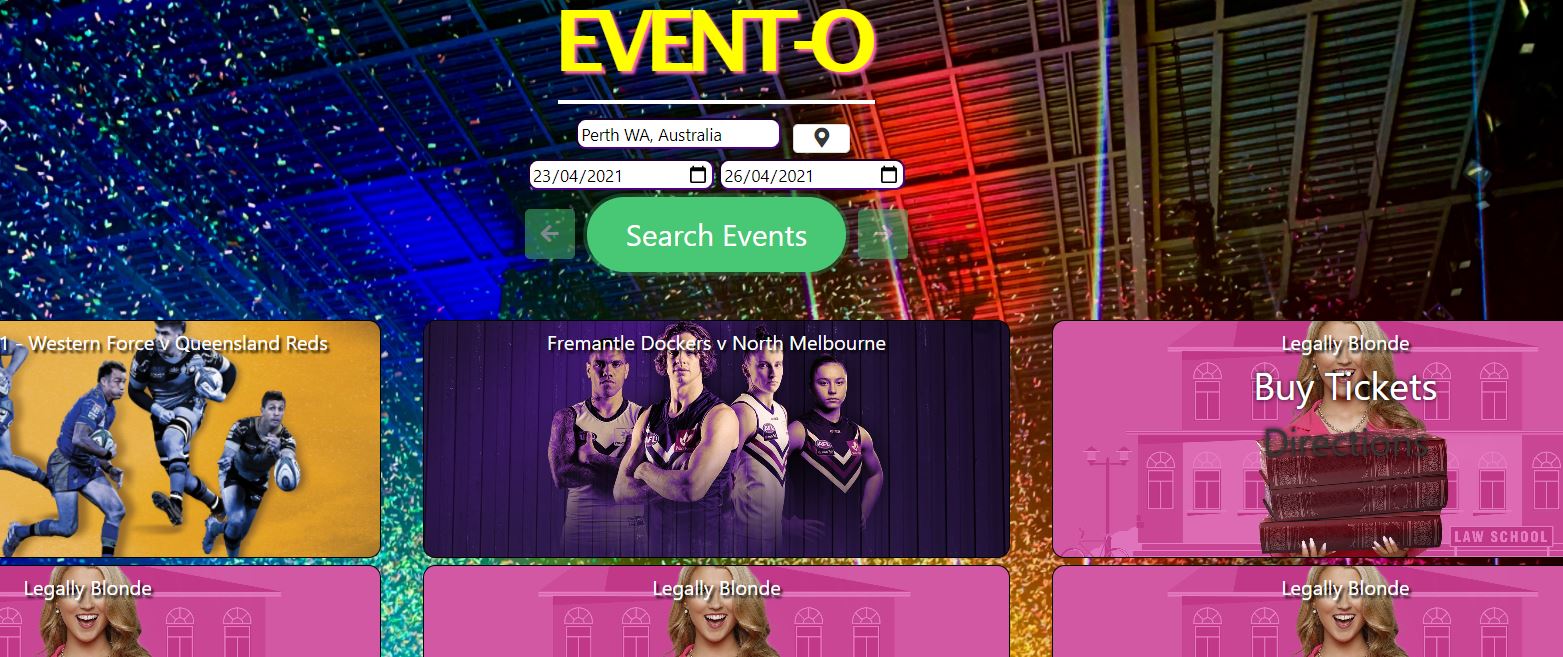 EVENT-O
Perth WA, Australia
23/04/2021 26/04/2021
Search Events
1 - Western Force v Queensland Reds
Fremantle Dockers v North Melbourne
Legally Blonde
Buy Tickets
Directions
LAW SCHOOL
Legally Blonde
Legally Blonde
Legally Blonde